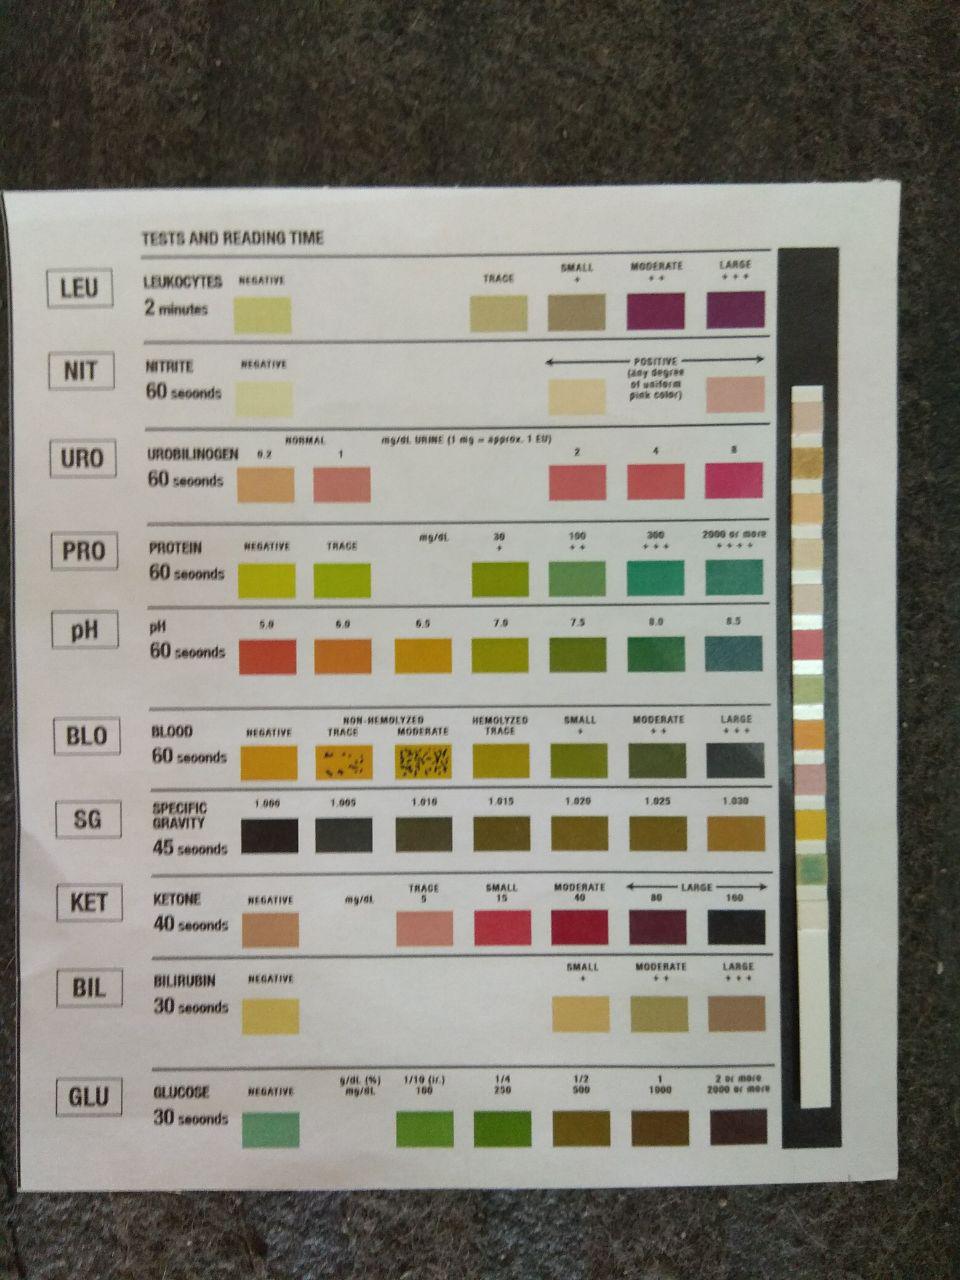 TESTS AND READING TIME
LEU
LEUKOCYTES
2 minutes
NEGATIVE
TRACE
SMALL
+
MODERATE
+ +
LARGE
+ + +
NIT
NITRITE
60 seconds
NEGATIVE
POSITIVE
(any degree
of uniform
pink color)
URO
UROBILINOGEN
60 seconds
NORMAL
mg/dL URINE (1 mg = approx. 1 EU)
0.2 1 2 4 8
PRO
PROTEIN
60 seconds
NEGATIVE
TRACE
mg/dL
30
+
100
+ +
300
+ + +
2000 or more
+ + + +
pH
pH
60 seconds
5.0 6.0 6.5 7.0 7.5 8.0 8.5
BLO
BLOOD
60 seconds
NEGATIVE
NON-HEMOLYZED
TRACE MODERATE
HEMOLYZED
TRACE
SMALL
+
MODERATE
+ +
LARGE
+ + +
SG
SPECIFIC
GRAVITY
45 seconds
1.000 1.005 1.010 1.015 1.020 1.025 1.030
KET
KETONE
40 seconds
NEGATIVE
mg/dL
TRACE
5
SMALL
15
MODERATE
40
LARGE
80 160
BIL
BILIRUBIN
30 seconds
NEGATIVE
SMALL
+
MODERATE
+ +
LARGE
+ + +
GLU
GLUCOSE
30 seconds
NEGATIVE
g/dL (%)
mg/dL
1/10 (tr.)
100
1/4
250
1/2
500
1
1000
2 or more
2000 or more